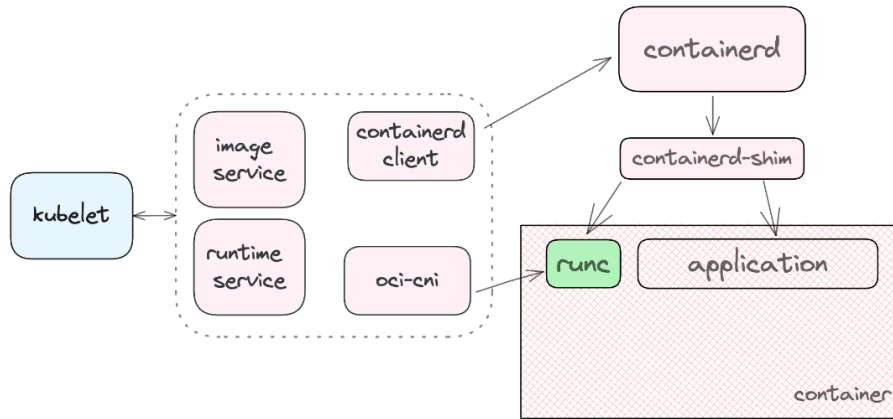 containerd
image
service
containerd
client
containerd-shim
kubelet
runtime
service
oci-cni
runc
application
container